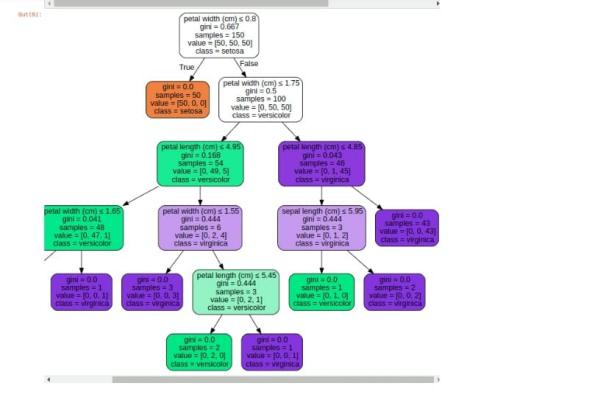 Out[6]:
petal width (cm) ≤ 0.8
gini = 0.667
samples = 150
value = [50, 50, 50]
class = setosa
True
False
gini = 0.0
samples = 50
value = [50, 0, 0]
class = setosa
petal width (cm) ≤ 1.75
gini = 0.5
samples = 100
value = [0, 50, 50]
class = versicolor
petal length (cm) ≤ 4.95
gini = 0.168
samples = 54
value = [0, 49, 5]
class = versicolor
petal length (cm) ≤ 4.85
gini = 0.043
samples = 46
value = [0, 1, 45]
class = virginica
petal width (cm) ≤ 1.65
gini = 0.041
samples = 48
value = [0, 47, 1]
class = versicolor
petal width (cm) ≤ 1.55
gini = 0.444
samples = 6
value = [0, 2, 4]
class = virginica
sepal length (cm) ≤ 5.95
gini = 0.444
samples = 3
value = [0, 1, 2]
class = virginica
gini = 0.0
samples = 43
value = [0, 0, 43]
class = virginica
gini = 0.0
samples = 1
value = [0, 0, 1]
class = virginica
gini = 0.0
samples = 3
value = [0, 0, 3]
class = virginica
petal length (cm) ≤ 5.45
gini = 0.444
samples = 3
value = [0, 2, 1]
class = versicolor
gini = 0.0
samples = 1
value = [0, 1, 0]
class = versicolor
gini = 0.0
samples = 2
value = [0, 0, 2]
class = virginica
gini = 0.0
samples = 2
value = [0, 2, 0]
class = versicolor
gini = 0.0
samples = 1
value = [0, 0, 1]
class = virginica